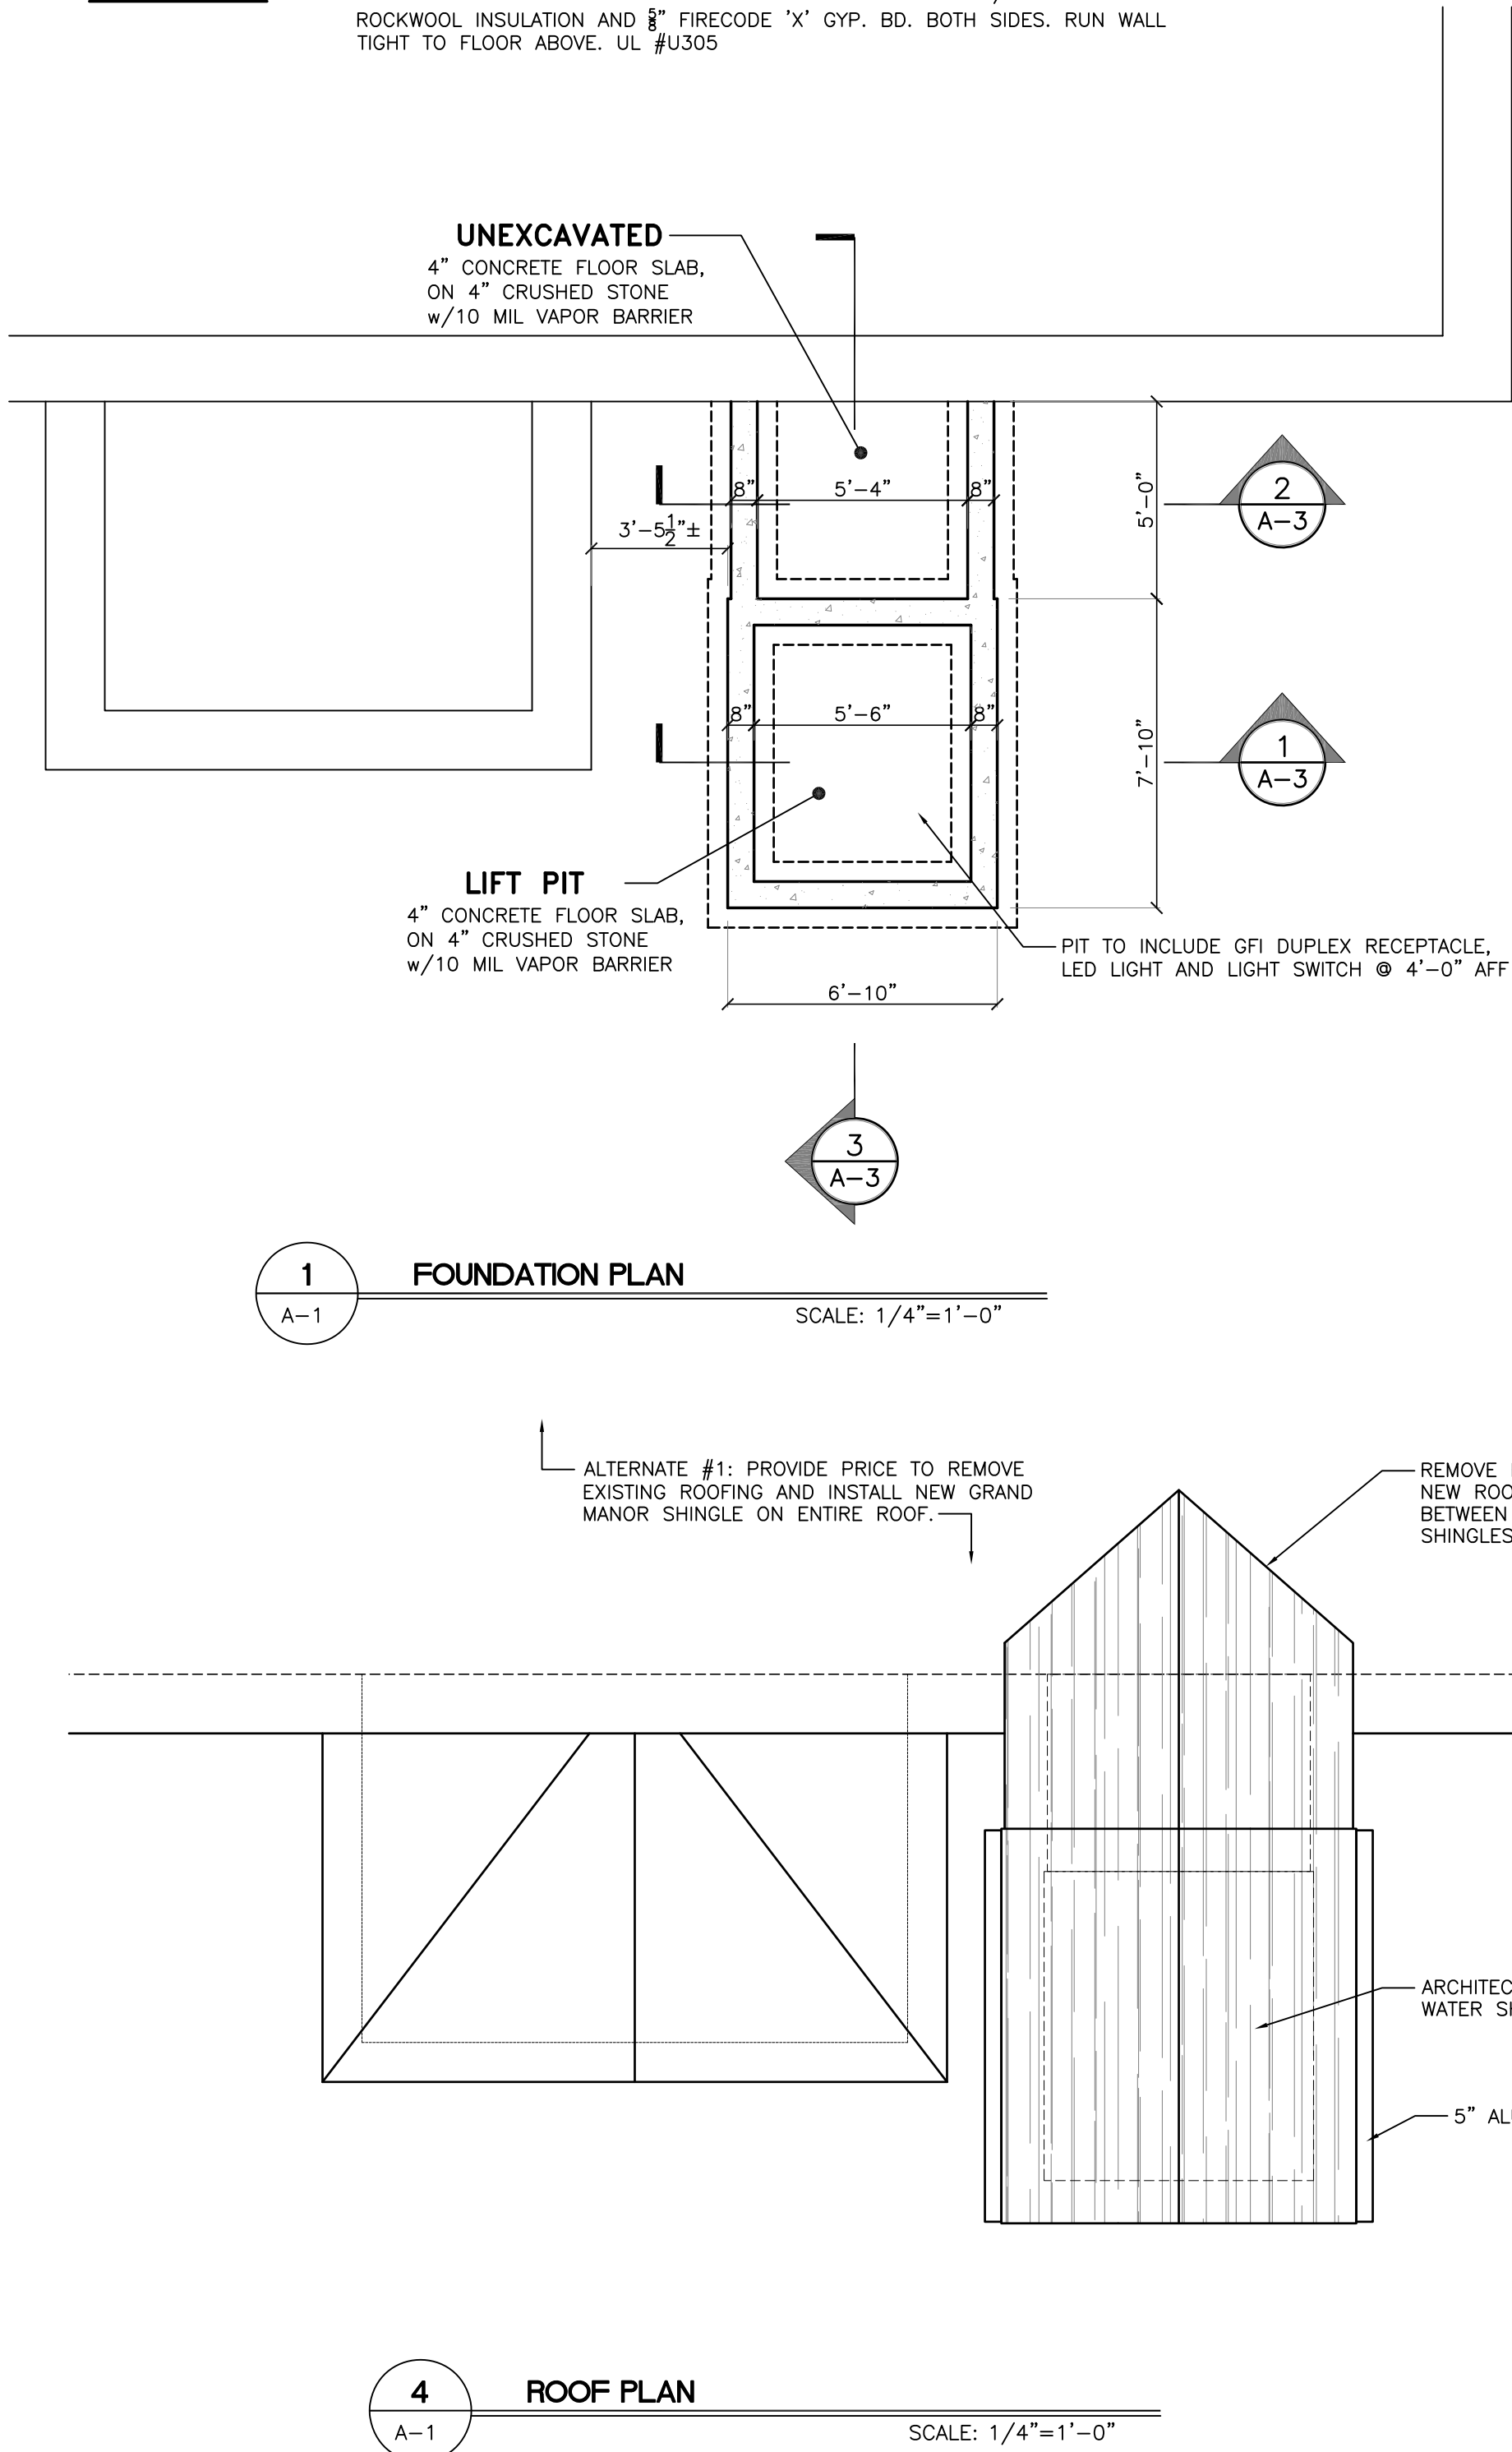 ROCKWOOL INSULATION AND 5/8" FIRECODE 'X' GYP. BD. BOTH SIDES. RUN WALL
TIGHT TO FLOOR ABOVE. UL #U305
UNEXCAVATED
4" CONCRETE FLOOR SLAB,
ON 4" CRUSHED STONE
w/10 MIL VAPOR BARRIER
8"
5'-4"
8"
3'-5 1/2"±
5'-0"
2
A-3
8"
5'-6"
8"
7'-10"
1
A-3
LIFT PIT
4" CONCRETE FLOOR SLAB,
ON 4" CRUSHED STONE
w/10 MIL VAPOR BARRIER
PIT TO INCLUDE GFI DUPLEX RECEPTACLE,
LED LIGHT AND LIGHT SWITCH @ 4'-0" AFF
6'-10"
3
A-3
1
A-1
FOUNDATION PLAN
SCALE: 1/4"=1'-0"
ALTERNATE #1: PROVIDE PRICE TO REMOVE
EXISTING ROOFING AND INSTALL NEW GRAND
MANOR SHINGLE ON ENTIRE ROOF.
REMOVE
NEW ROO
BETWEEN
SHINGLES
ARCHITEC
WATER S
5" AL
4
A-1
ROOF PLAN
SCALE: 1/4"=1'-0"